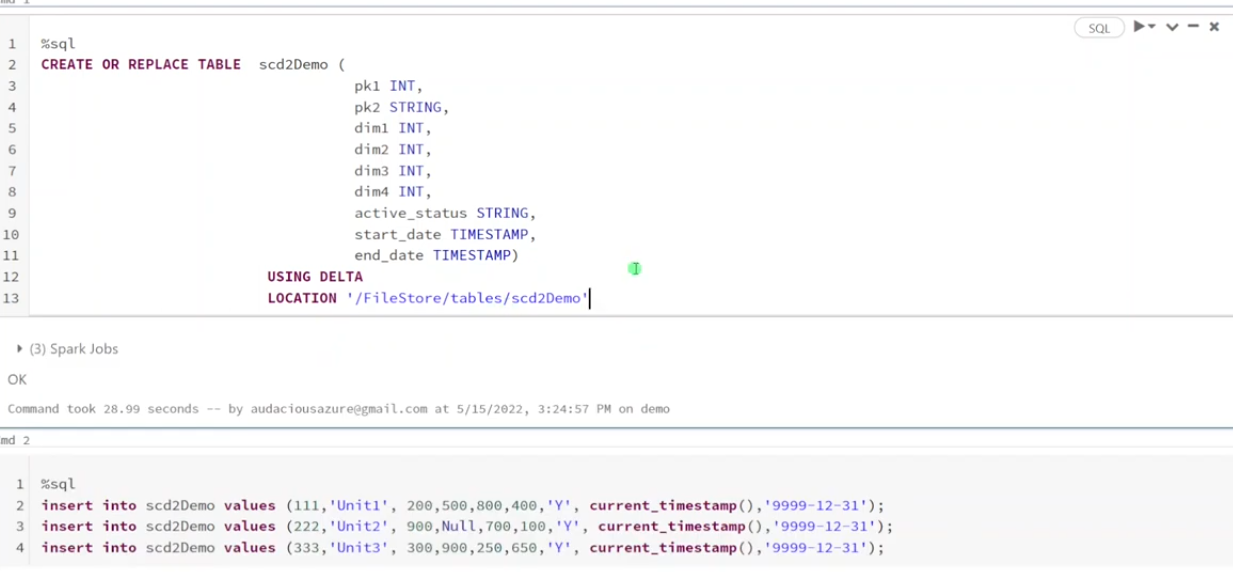 md 1
SQL
1 %sql
2 CREATE OR REPLACE TABLE scd2Demo (
3 pk1 INT,
4 pk2 STRING,
5 dim1 INT,
6 dim2 INT,
7 dim3 INT,
8 dim4 INT,
9 active_status STRING,
10 start_date TIMESTAMP,
11 end_date TIMESTAMP)
12 USING DELTA
13 LOCATION '/FileStore/tables/scd2Demo'
(3) Spark Jobs
OK
Command took 28.99 seconds -- by audaciousazure@gmail.com at 5/15/2022, 3:24:57 PM on demo
md 2
1 %sql
2 insert into scd2Demo values (111,'Unit1', 200,500,800,400,'Y', current_timestamp(),'9999-12-31');
3 insert into scd2Demo values (222,'Unit2', 900,Null,700,100,'Y', current_timestamp(),'9999-12-31');
4 insert into scd2Demo values (333,'Unit3', 300,900,250,650,'Y', current_timestamp(),'9999-12-31');